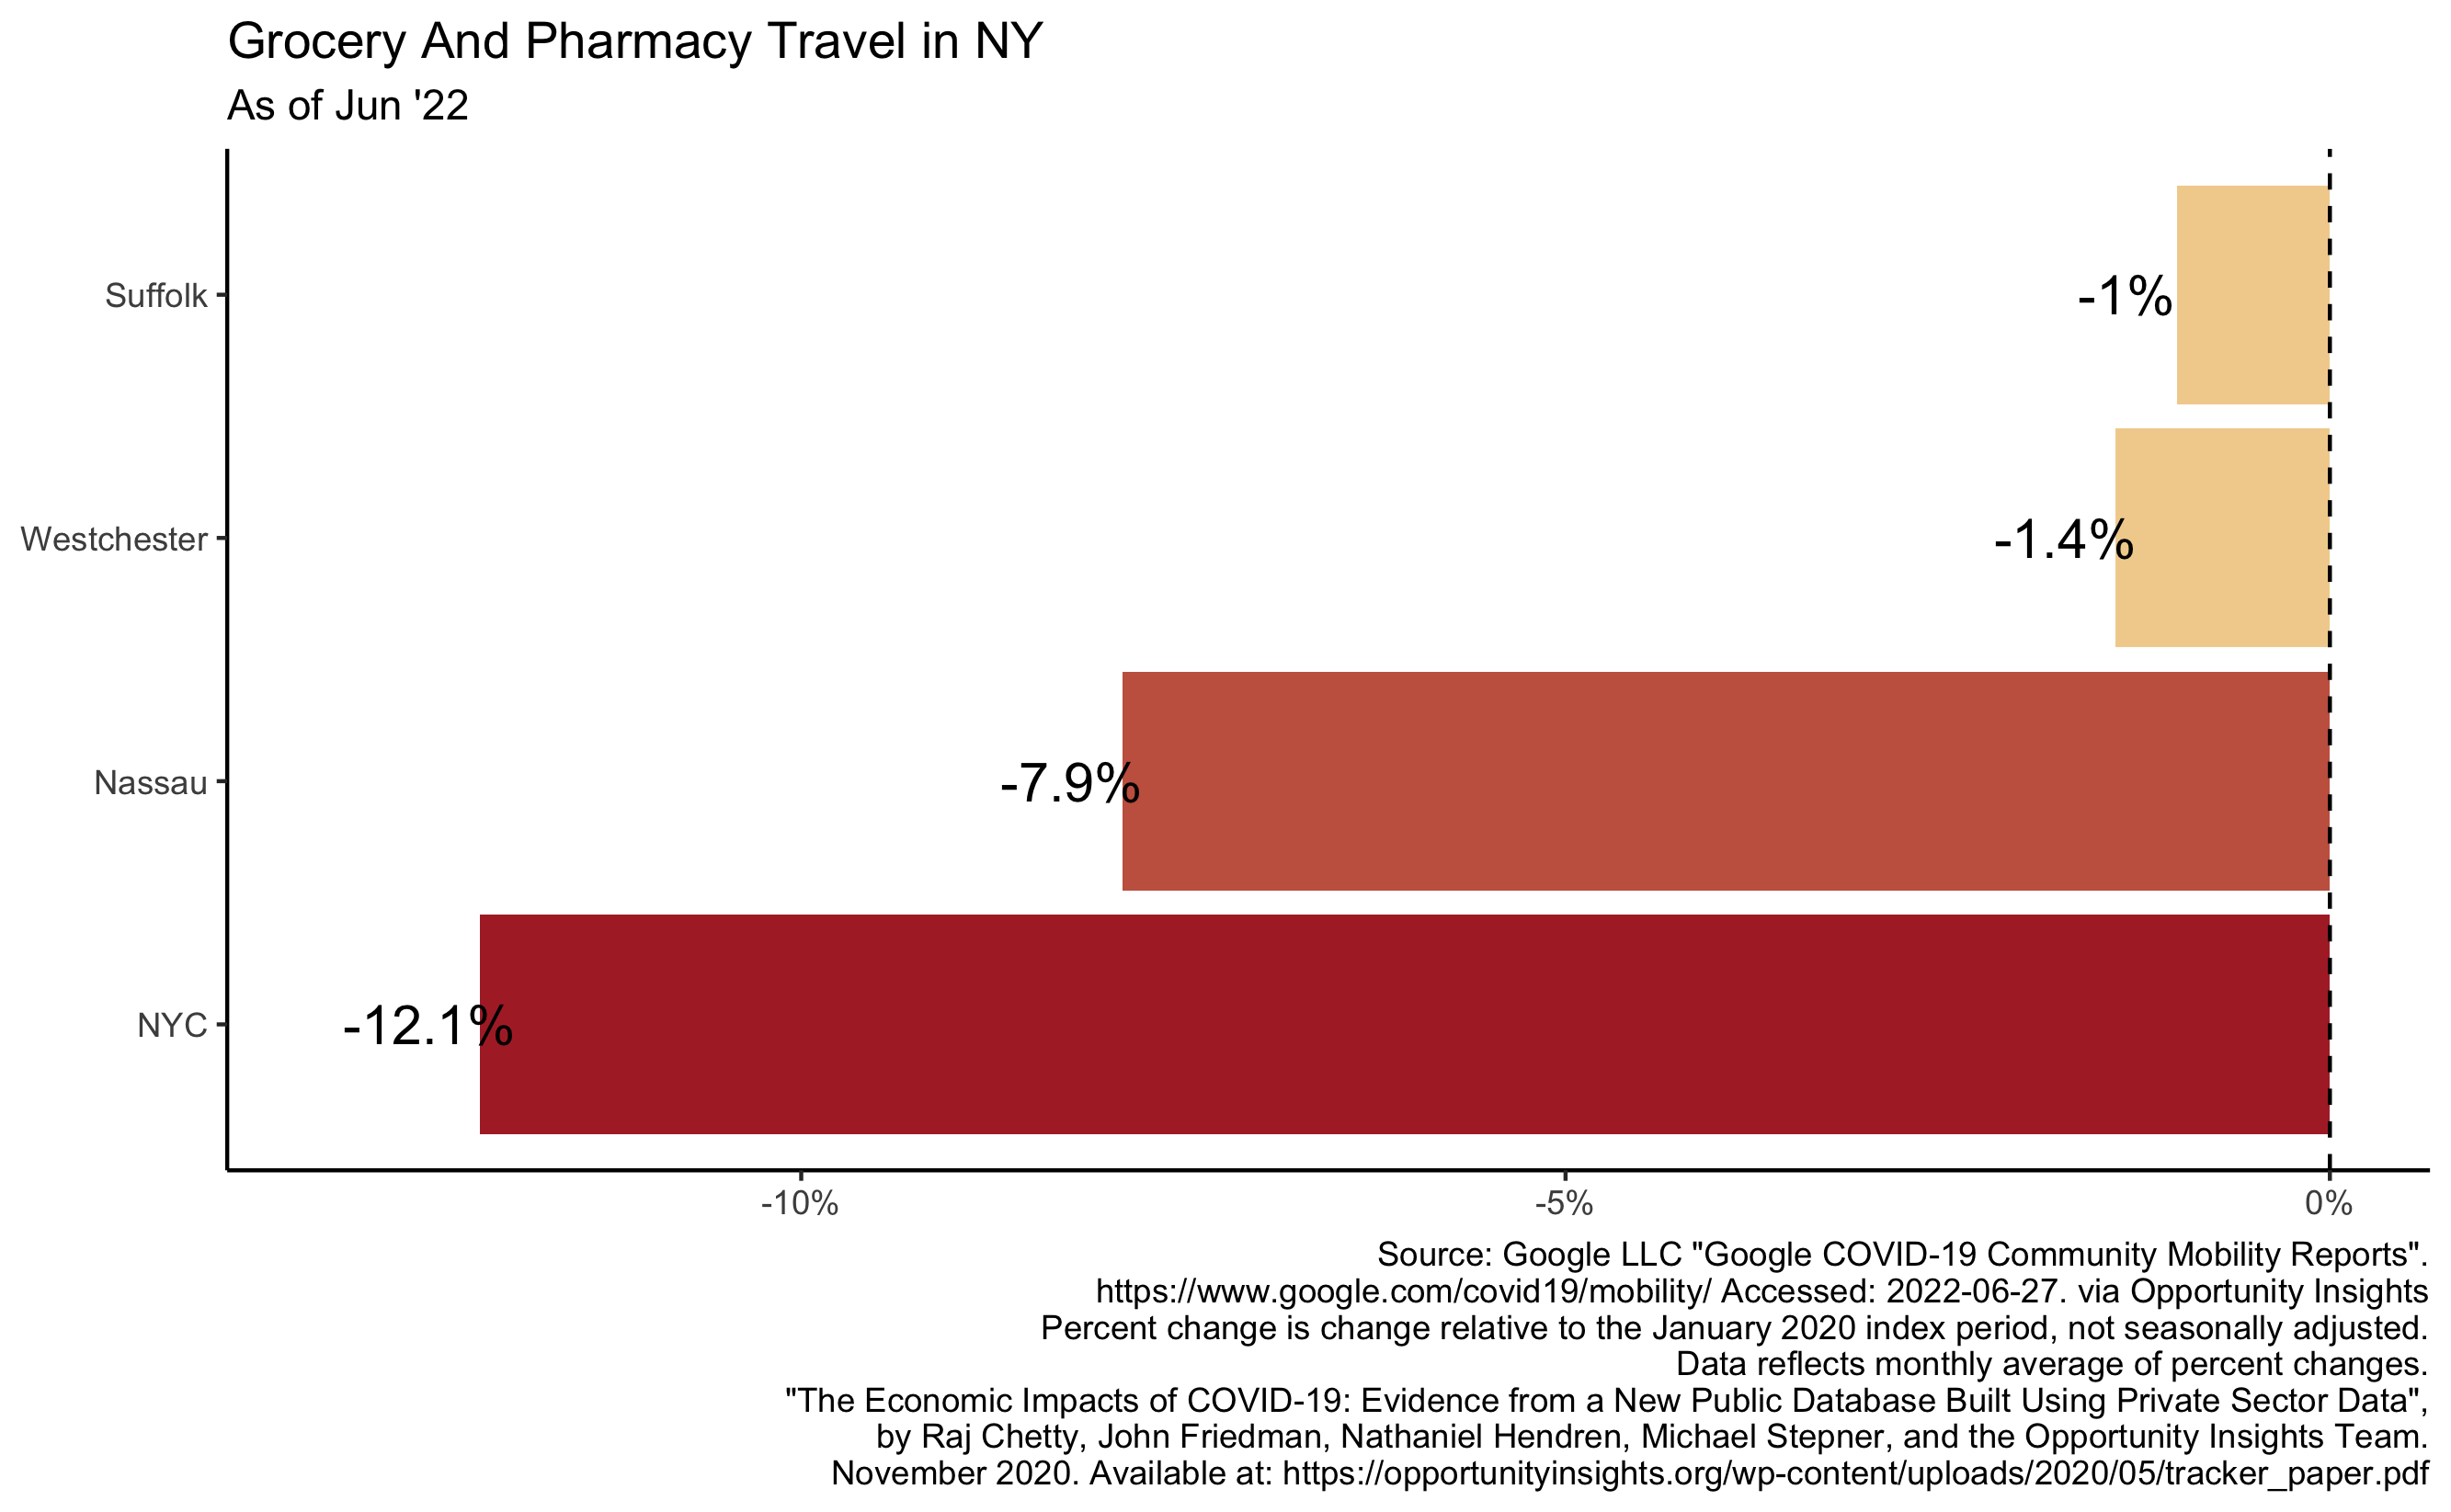 Grocery And Pharmacy Travel in NY
As of Jun '22
Suffolk
-1%
Westchester
-1.4%
Nassau
-7.9%
NYC
-12.1%
-10%
-5%
0%
Source: Google LLC "Google COVID-19 Community Mobility Reports".
https://www.google.com/covid19/mobility/ Accessed: 2022-06-27. via Opportunity Insights
Percent change is change relative to the January 2020 index period, not seasonally adjusted.
Data reflects monthly average of percent changes.
"The Economic Impacts of COVID-19: Evidence from a New Public Database Built Using Private Sector Data",
by Raj Chetty, John Friedman, Nathaniel Hendren, Michael Stepner, and the Opportunity Insights Team.
November 2020. Available at: https://opportunityinsights.org/wp-content/uploads/2020/05/tracker_paper.pdf